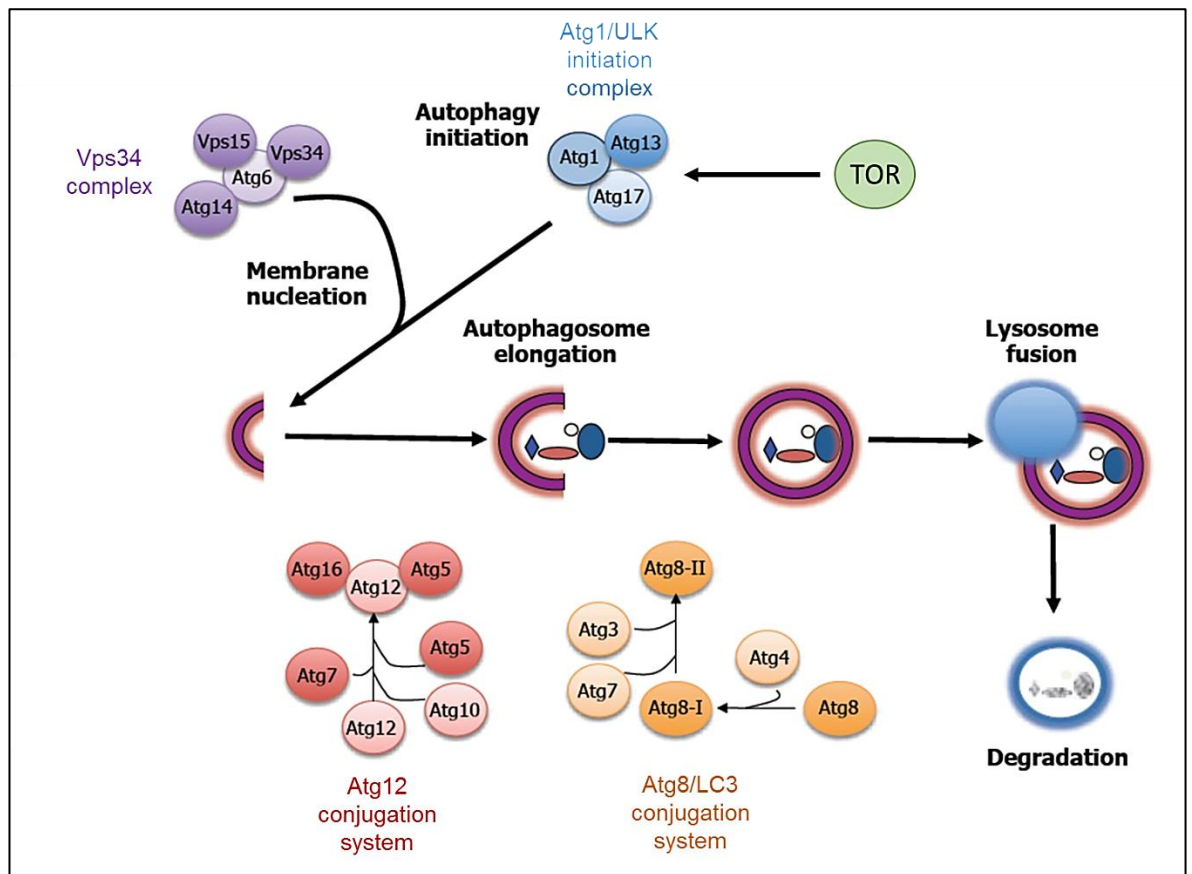 Atg1/ULK
initiation
complex
Autophagy
initiation
Vps15
Vps34
Atg6
Atg14
Vps34
complex
Atg13
Atg1
Atg17
TOR
Membrane
nucleation
Autophagosome
elongation
Lysosome
fusion
Atg16
Atg12
Atg5
Atg7
Atg5
Atg12
Atg10
Atg8-II
Atg3
Atg7
Atg4
Atg8-I
Atg8
Degradation
Atg12
conjugation
system
Atg8/LC3
conjugation
system